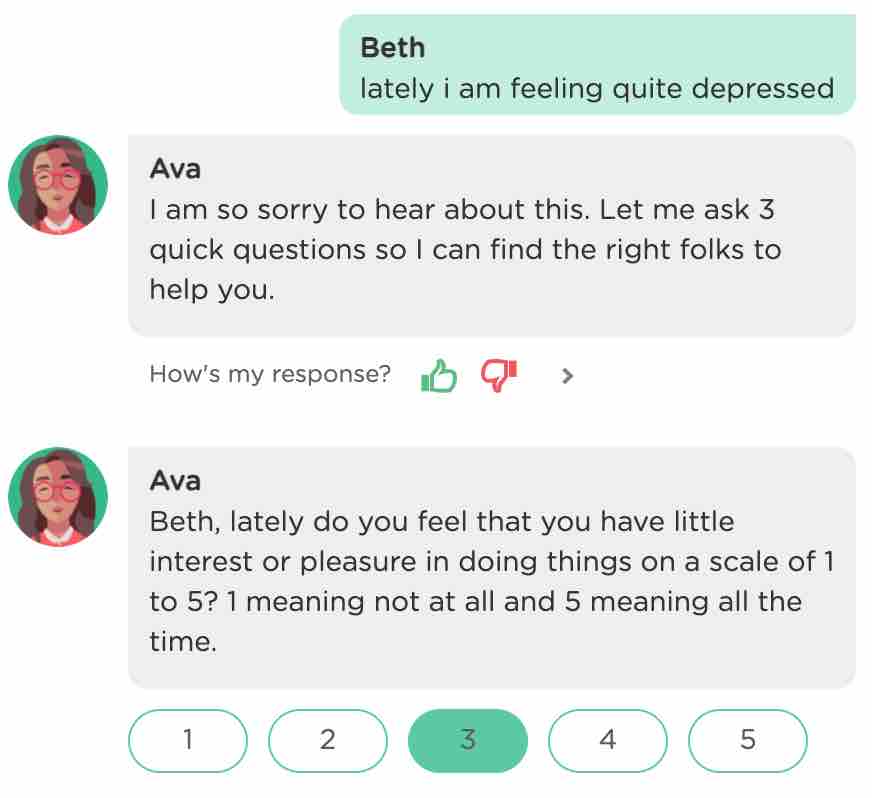 Beth
lately i am feeling quite depressed
Ava
I am so sorry to hear about this. Let me ask 3
quick questions so I can find the right folks to
help you.
How's my response?
Ava
Beth, lately do you feel that you have little
interest or pleasure in doing things on a scale of 1
to 5? 1 meaning not at all and 5 meaning all the
time.
1 2 3 4 5